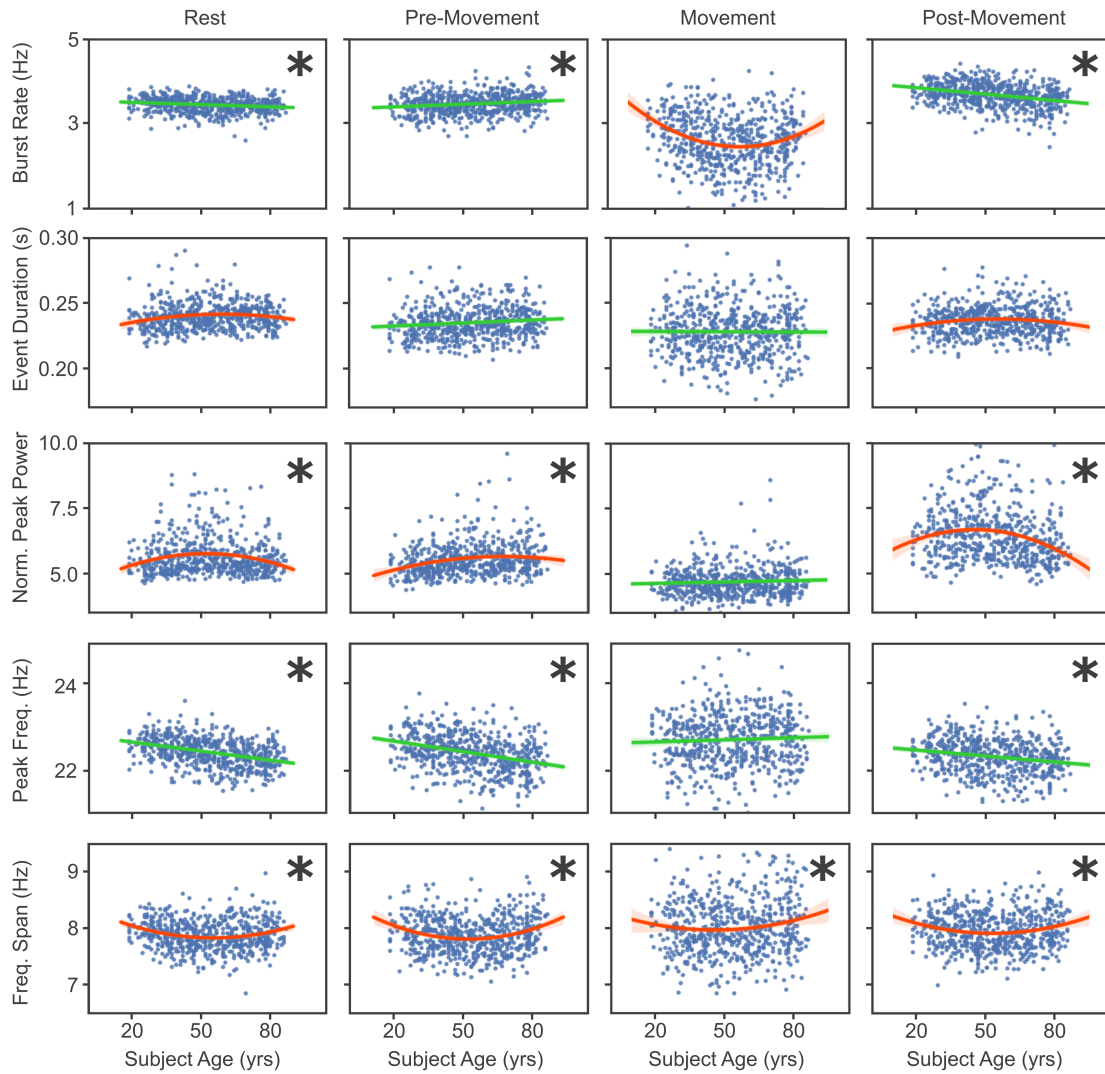 Rest Pre-Movement Movement Post-Movement
Burst Rate (Hz)
5
3
1
* * *
Event Duration (s)
0.30
0.25
0.20
Norm. Peak Power
10.0
7.5
5.0
* * *
Peak Freq. (Hz)
24
22
* * *
Freq. Span (Hz)
9
8
7
* * * *
20 50 80 20 50 80 20 50 80 20 50 80
Subject Age (yrs) Subject Age (yrs) Subject Age (yrs) Subject Age (yrs)